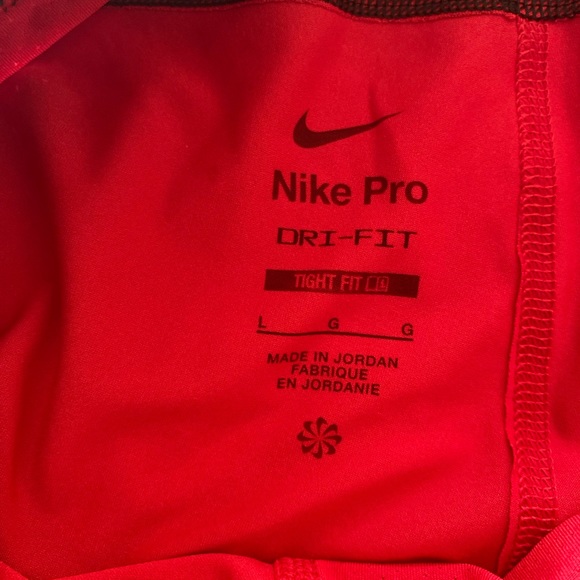 Nike Pro
DRI-FIT
TIGHT FIT
L G G
MADE IN JORDAN
FABRIQUE
EN JORDANIE